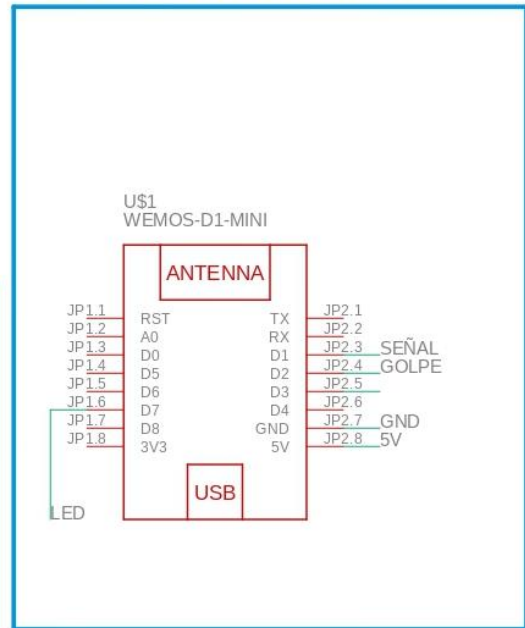 U$1
WEMOS-D1-MINI
ANTENNA
JP1.1 RST TX JP2.1
JP1.2 A0 RX JP2.2
JP1.3 D0 D1 JP2.3 SEÑAL
JP1.4 D5 D2 JP2.4 GOLPE
JP1.5 D6 D3 JP2.5
JP1.6 D7 D4 JP2.6
JP1.7 D8 GND JP2.7 GND
JP1.8 3V3 5V JP2.8 5V
USB
LED